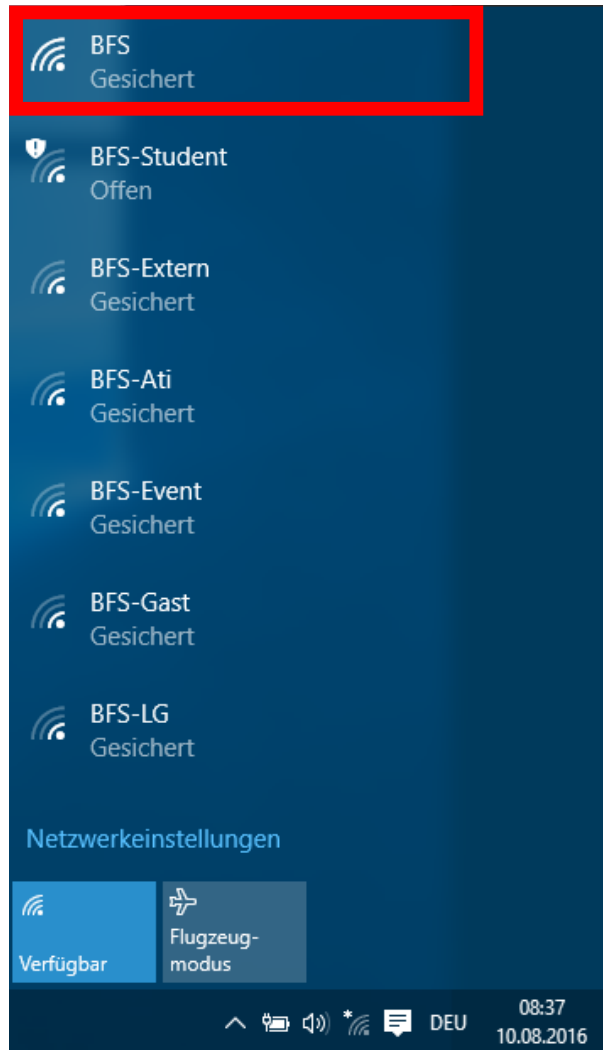 BFS
Gesichert
BFS-Student
Offen
BFS-Extern
Gesichert
BFS-Ati
Gesichert
BFS-Event
Gesichert
BFS-Gast
Gesichert
BFS-LG
Gesichert
Netzwerkeinstellungen
Verfügbar
Flugzeug-
modus
DEU
08:37
10.08.2016